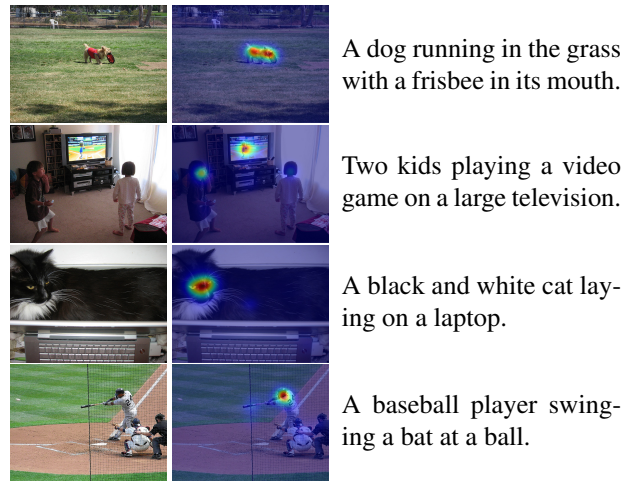 A dog running in the grass
with a frisbee in its mouth.
Two kids playing a video
game on a large television.
A black and white cat lay-
ing on a laptop.
A baseball player swing-
ing a bat at a ball.